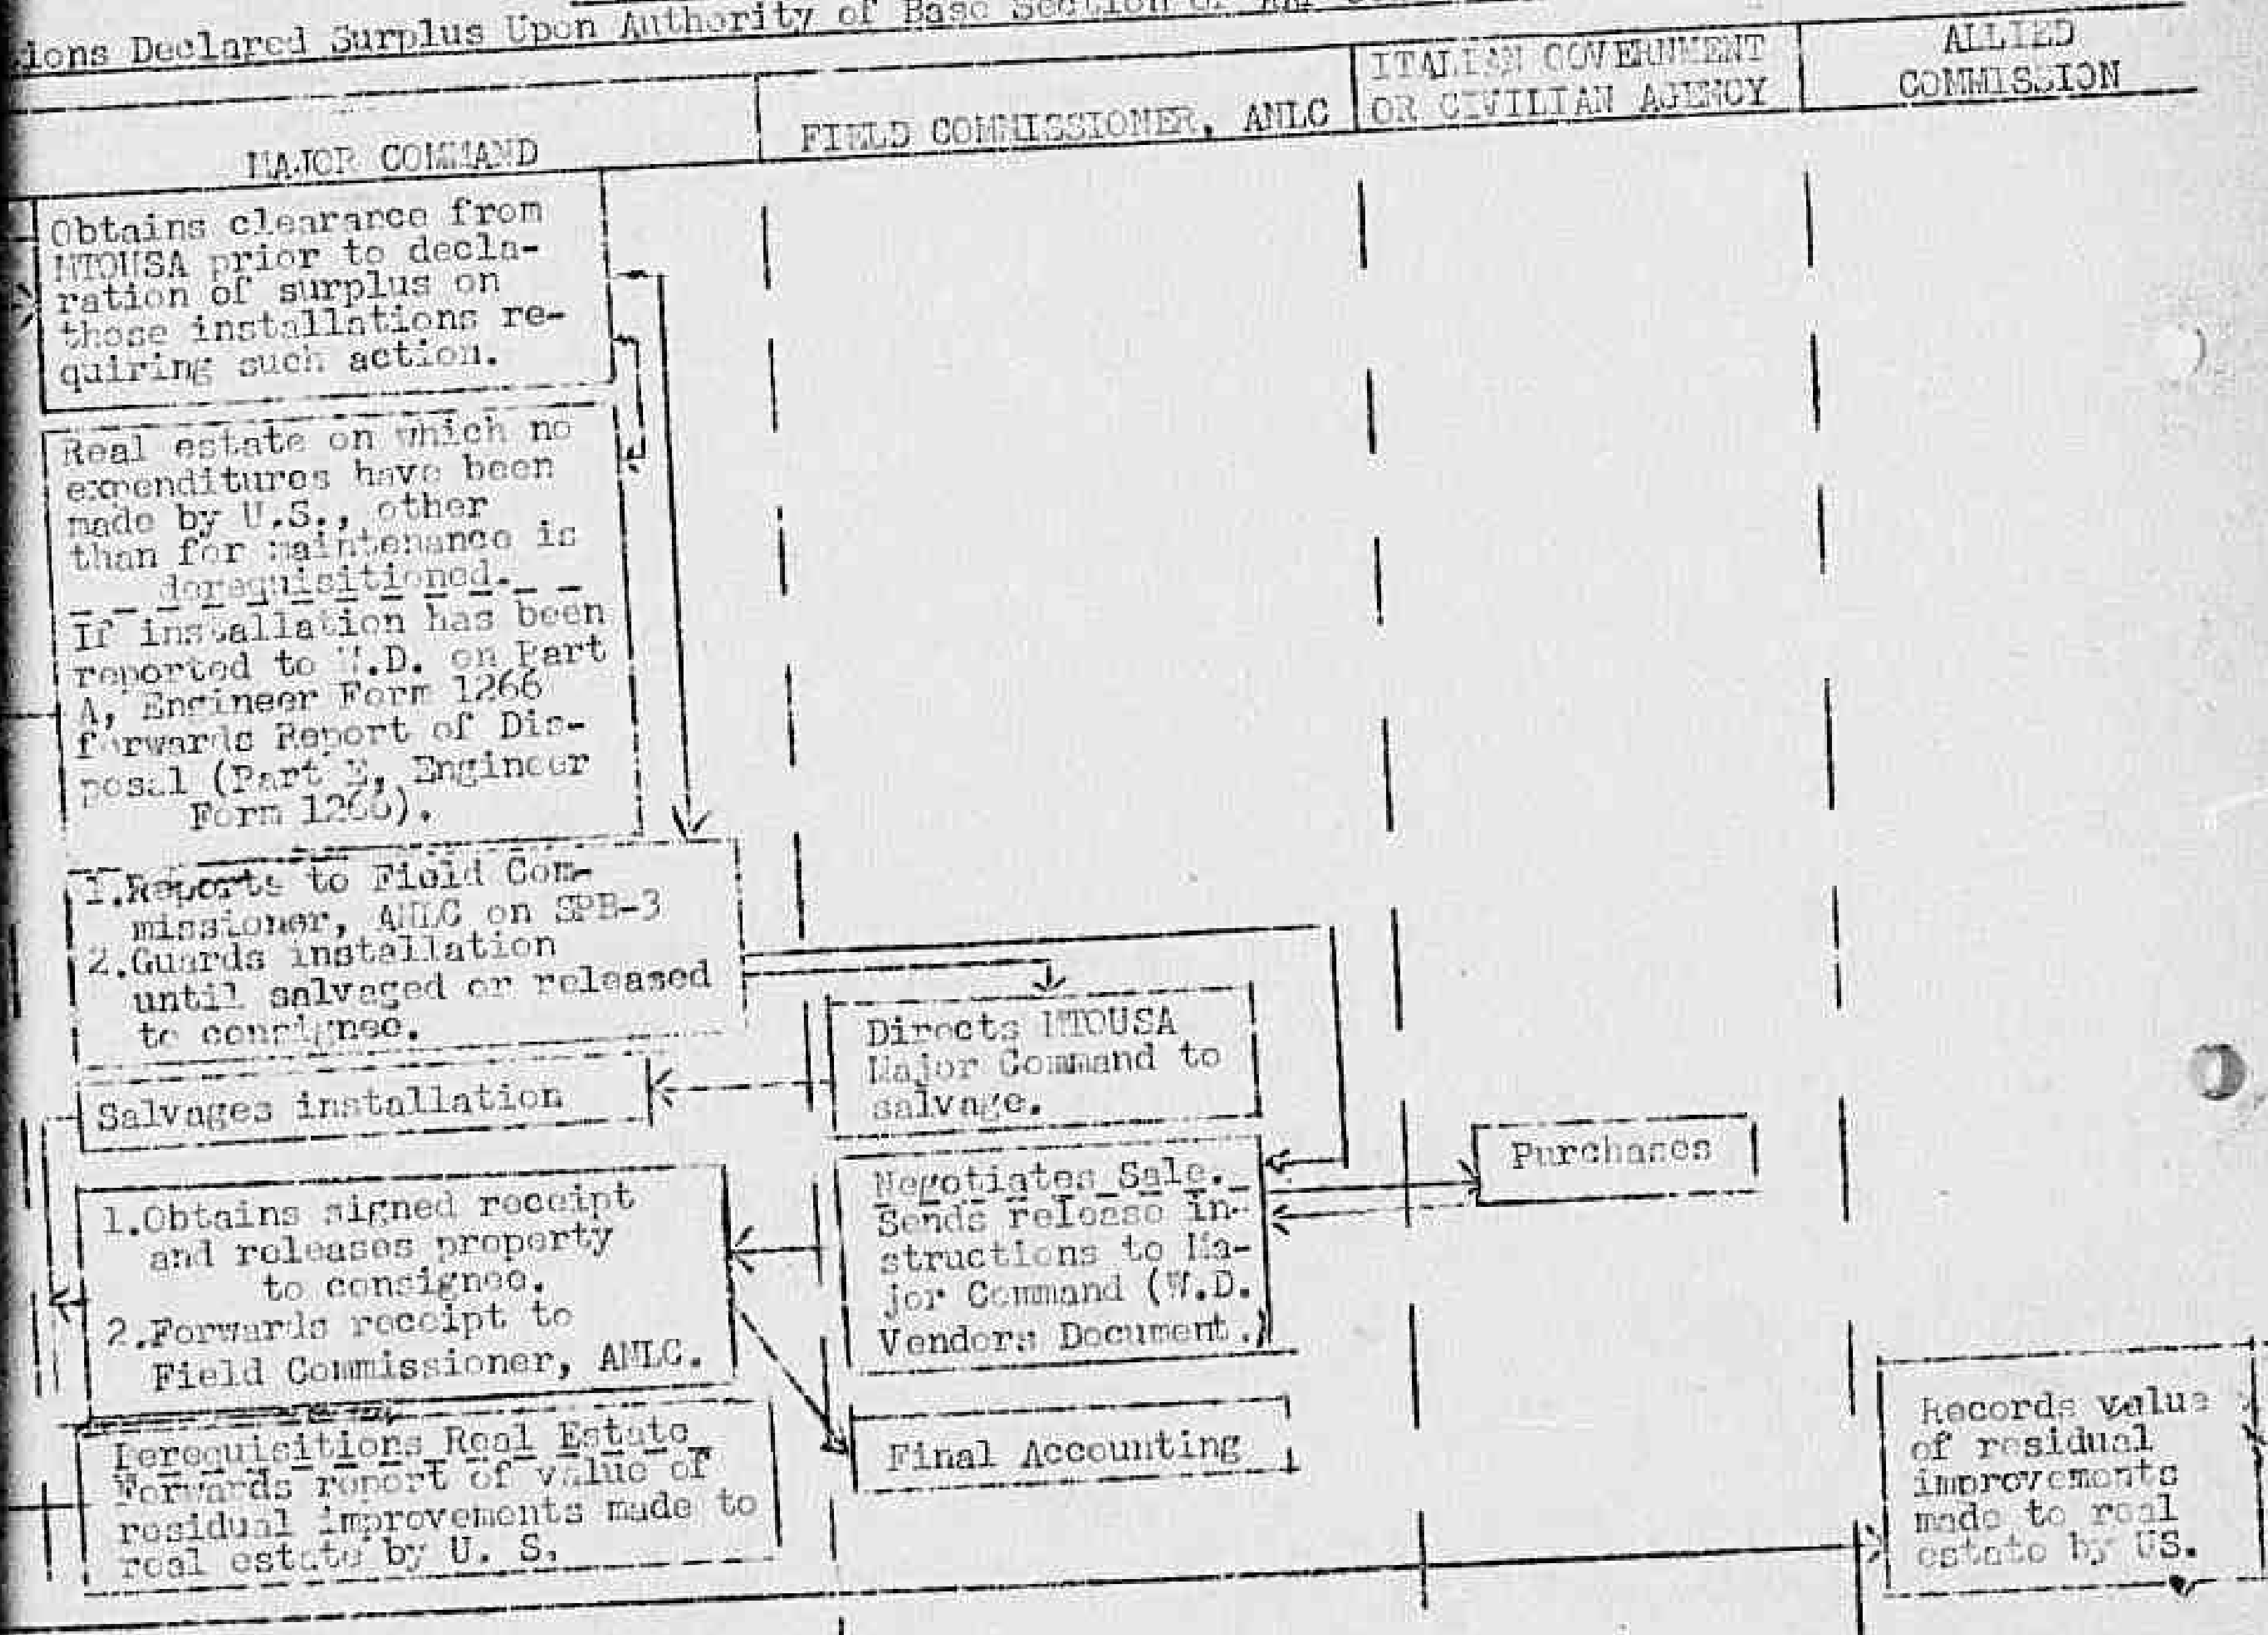 ions Declared Surplus Upon Authority of Base Section or
MAJOR COMMAND
FIELD COMMISSIONER, ANLC
ITALIAN GOVERNMENT
OR CIVILIAN AGENCY
ALLIED
COMMISSION
Obtains clearance from
MTOUSA prior to decla-
ration of surplus on
those installations re-
quiring such action.
Real estate on which no
expenditures have been
made by U.S., other
than for maintenance is
derequisitioned.
If installation has been
reported to W.D. on Part
A, Engineer Form 1266
forwards Report of Dis-
posal (Part E, Engineer
Form 1266).
1.Reports to Field Com-
missioner, ANLC on SPB-3
2.Guards installation
until salvaged or released
to consignee.
Directs MTOUSA
Major Command to
salvage.
Salvages installation
Purchases
Negotiates Sale.
Sends release in-
structions to Ma-
jor Command (W.D.
Vendors Document.)
1.Obtains signed receipt
and releases property
to consignee.
2.Forwards receipt to
Field Commissioner, ANLC.
Final Accounting
Derequisitions Real Estate
Forwards report of value of
residual improvements made to
real estate by U. S.
Records value
of residual
improvements
made to real
estate by US.